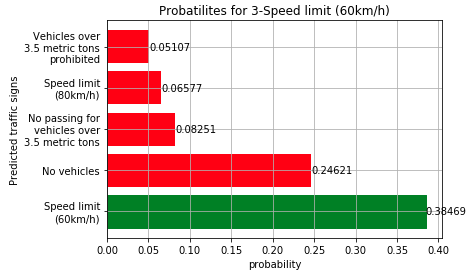 Probatilites for 3-Speed limit (60km/h)
Predicted traffic signs
Vehicles over
3.5 metric tons
prohibited
0.05107
Speed limit
(80km/h)
0.06577
No passing for
vehicles over
3.5 metric tons
0.08251
No vehicles
0.24621
Speed limit
(60km/h)
0.38469
0.00 0.05 0.10 0.15 0.20 0.25 0.30 0.35 0.40
probability